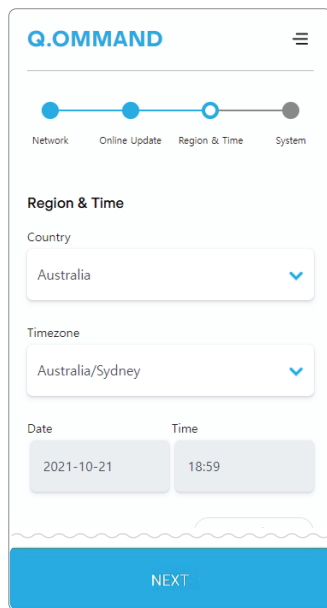 Q.OMMAND
Network Online Update Region & Time System
Region & Time
Country
Australia
Timezone
Australia/Sydney
Date Time
2021-10-21 18:59
NEXT